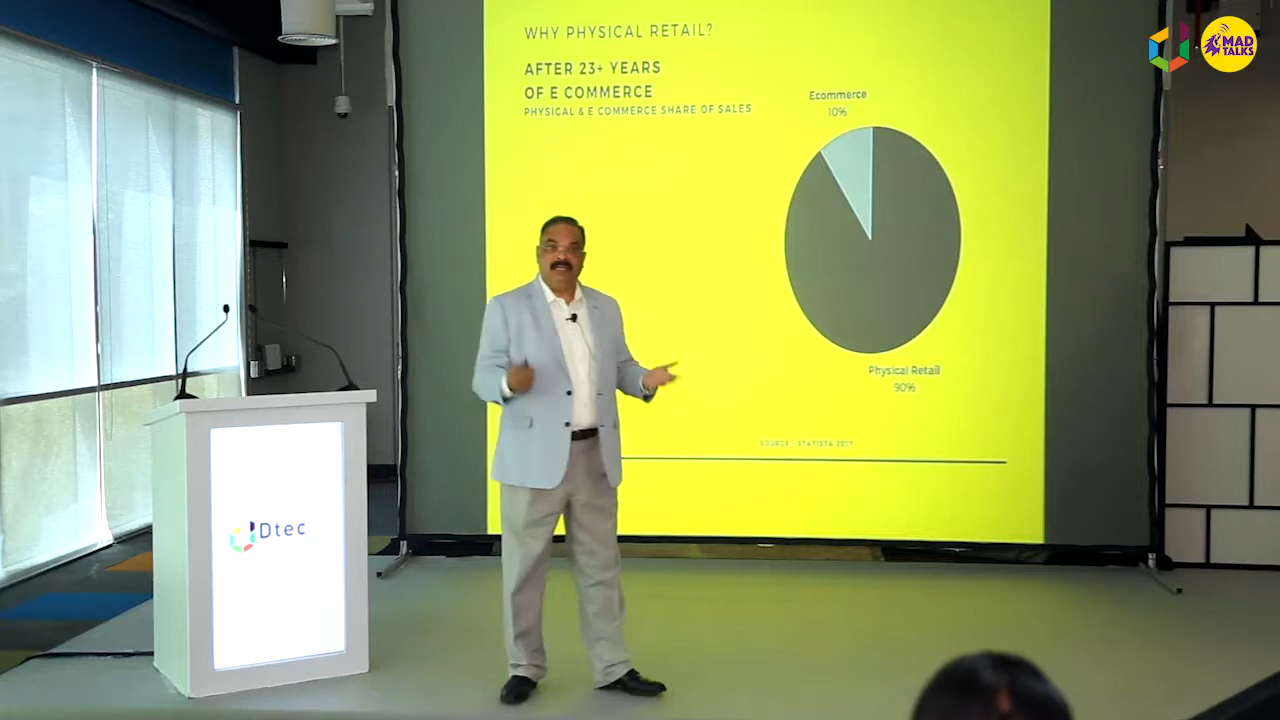 WHY PHYSICAL RETAIL?
AFTER 23+ YEARS
OF E COMMERCE
PHYSICAL & E COMMERCE SHARE OF SALES
Ecommerce
10%
Physical Retail
90%
SOURCE: STATISTA 2017
Dtec
MAD
TALKS